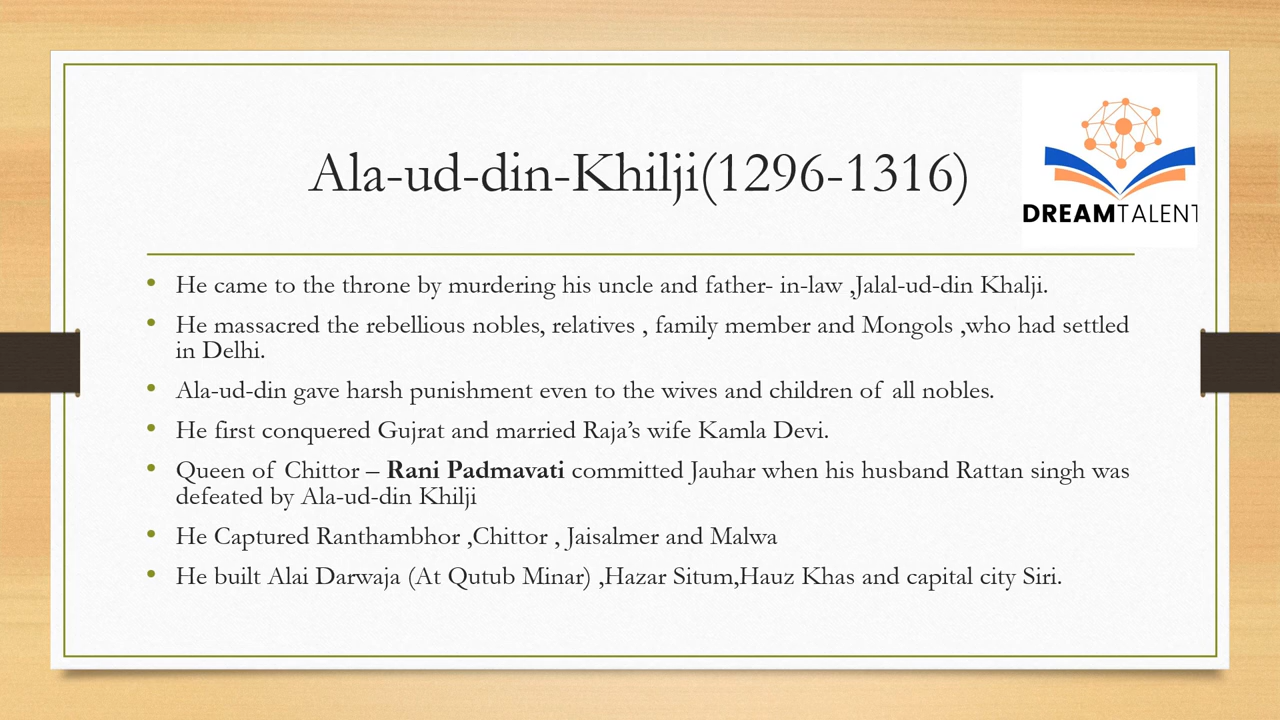 Ala-ud-din-Khilji(1296-1316)
DREAMTALENT
• He came to the throne by murdering his uncle and father- in-law ,Jalal-ud-din Khalji.
• He massacred the rebellious nobles, relatives , family member and Mongols ,who had settled
in Delhi.
• Ala-ud-din gave harsh punishment even to the wives and children of all nobles.
• He first conquered Gujrat and married Raja’s wife Kamla Devi.
• Queen of Chittor – Rani Padmavati committed Jauhar when his husband Rattan singh was
defeated by Ala-ud-din Khilji
• He Captured Ranthambhor ,Chittor , Jaisalmer and Malwa
• He built Alai Darwaja (At Qutub Minar) ,Hazar Situm,Hauz Khas and capital city Siri.